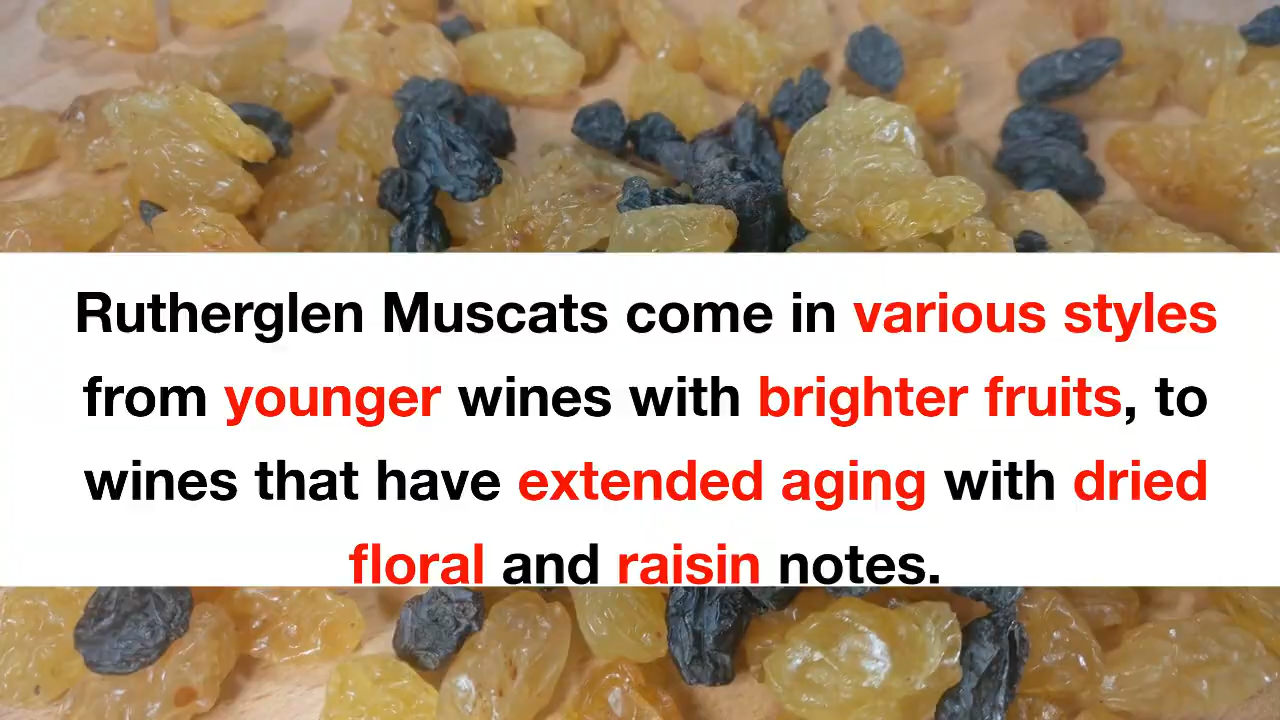 Rutherglen Muscats come in various styles
from younger wines with brighter fruits, to
wines that have extended aging with dried
floral and raisin notes.